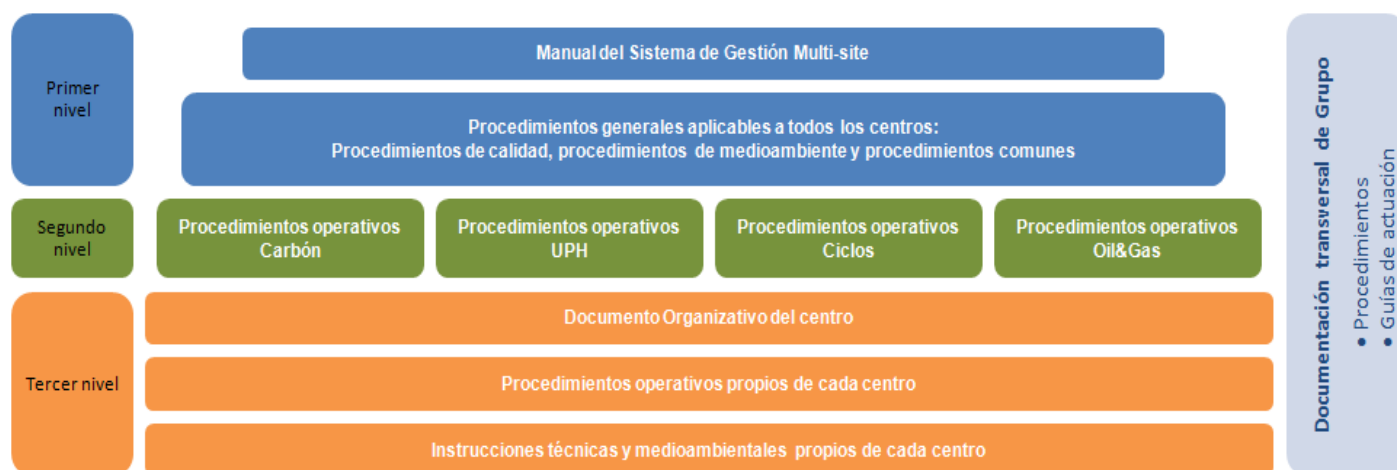 Primer
nivel
Manual del Sistema de Gestión Multi-site
Procedimientos generales aplicables a todos los centros:
Procedimientos de calidad, procedimientos de medioambiente y procedimientos comunes
Segundo
nivel
Procedimientos operativos
Carbón
Procedimientos operativos
UPH
Procedimientos operativos
Ciclos
Procedimientos operativos
Oil&Gas
Tercer nivel
Documento Organizativo del centro
Procedimientos operativos propios de cada centro
Instrucciones técnicas y medioambientales propios de cada centro
Documentación transversal de Grupo
• Procedimientos
• Guías de actuación